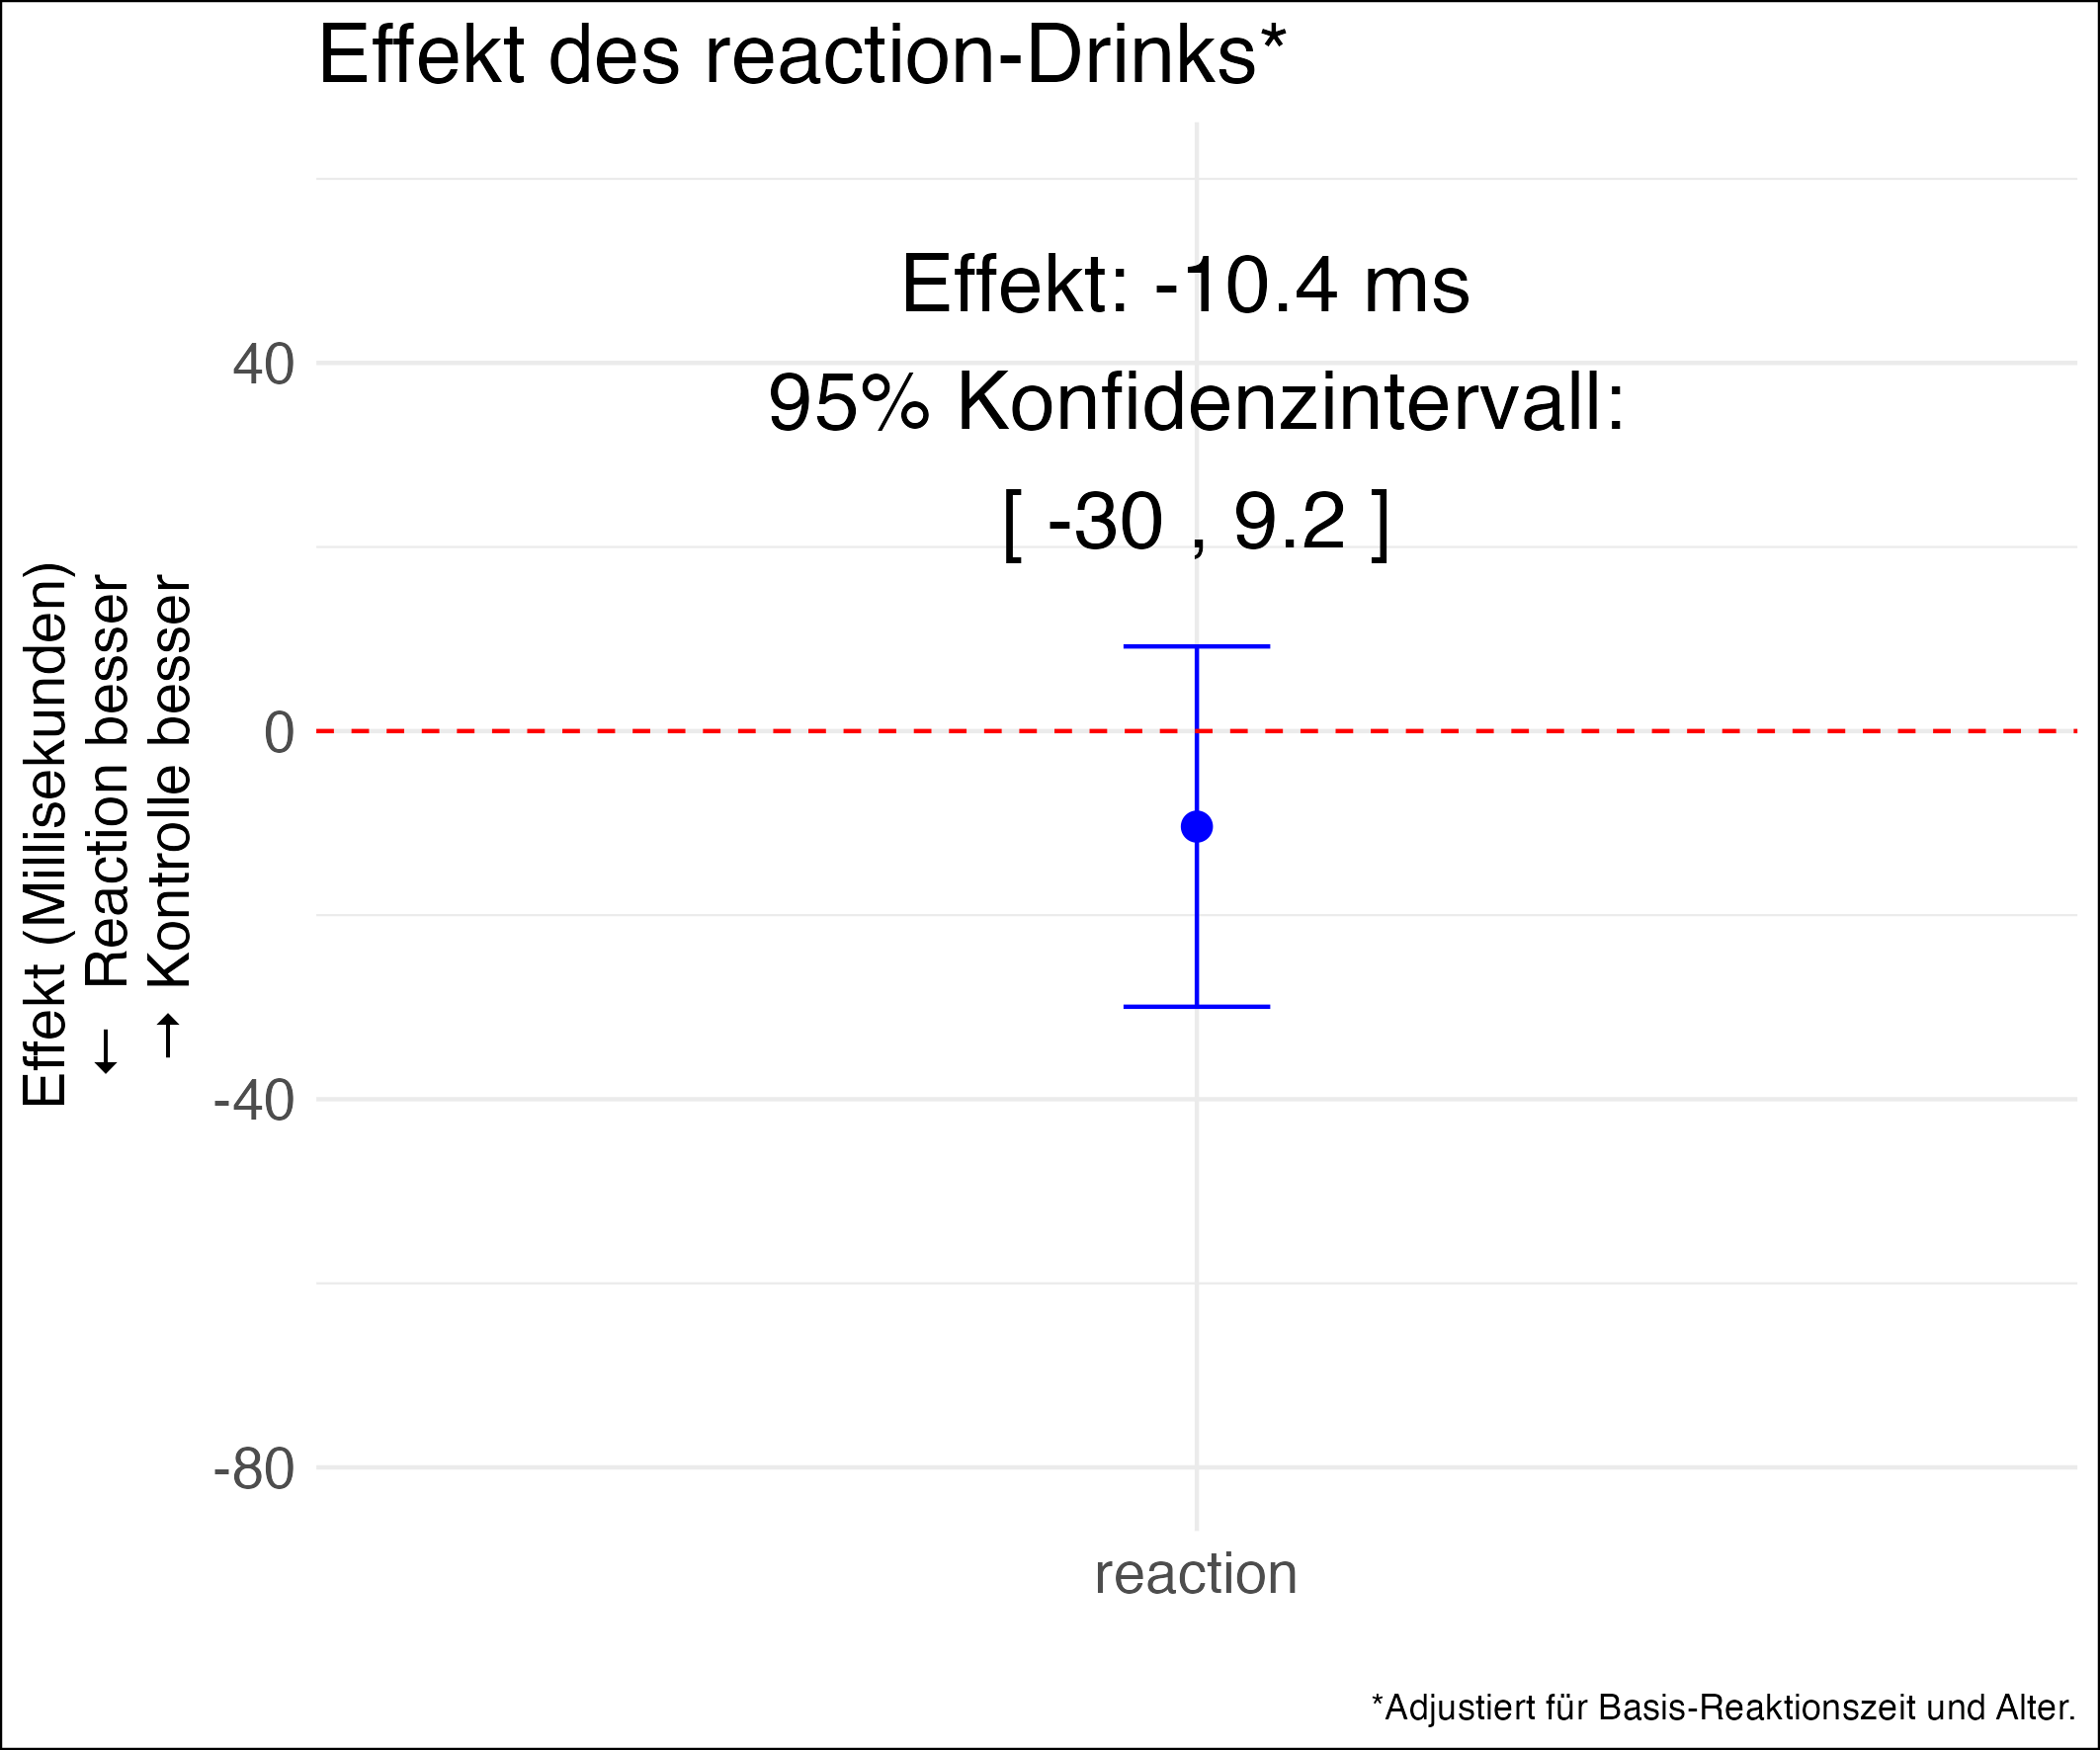 Effekt des reaction-Drinks*
Effekt: -10.4 ms
95% Konfidenzintervall:
[ -30 , 9.2 ]
Effekt (Millisekunden)
← Reaction besser
→ Kontrolle besser
40
0
-40
-80
reaction
*Adjustiert für Basis-Reaktionszeit und Alter.